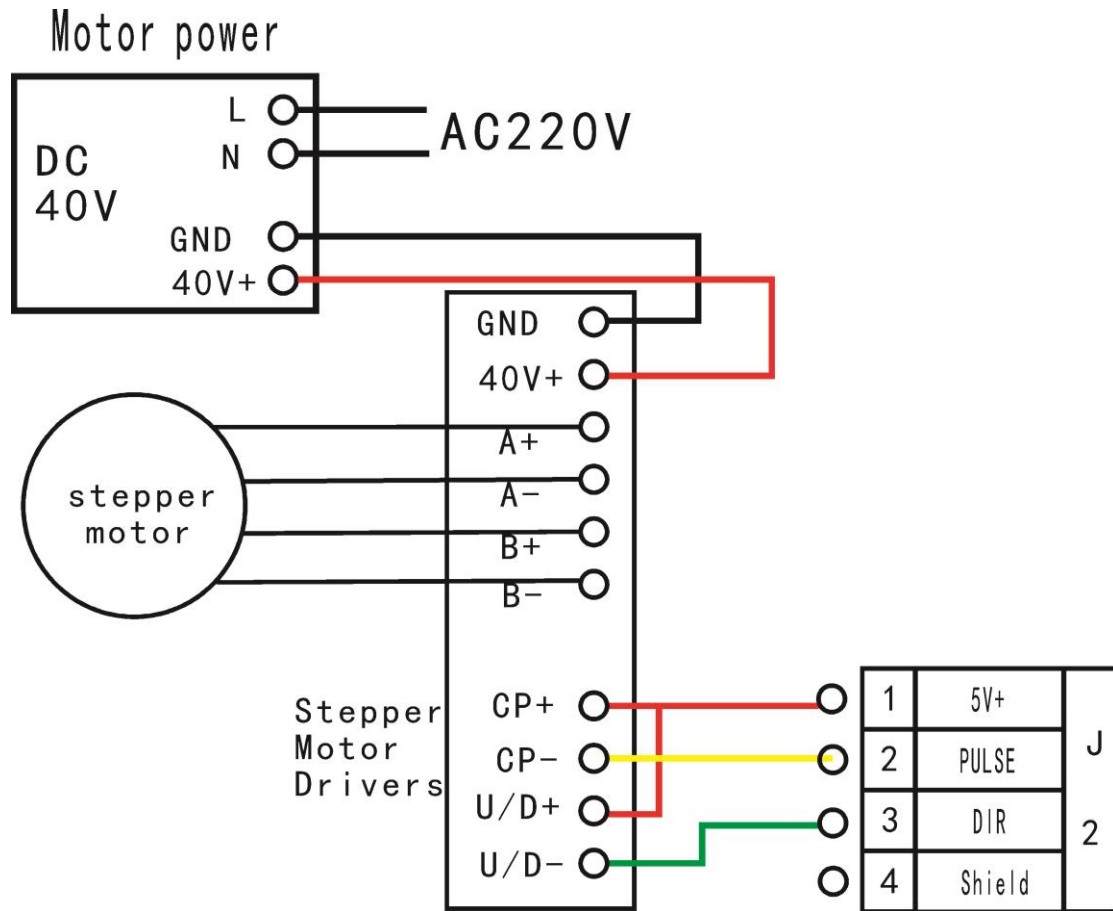 Motor power
DC
40V
L
N
GND
40V+
AC220V
GND
40V+
A+
A-
B+
B-
stepper
motor
Stepper
Motor
Drivers
CP+
CP-
U/D+
U/D-
1 5V+
2 PULSE
3 DIR
4 Shield
J
2